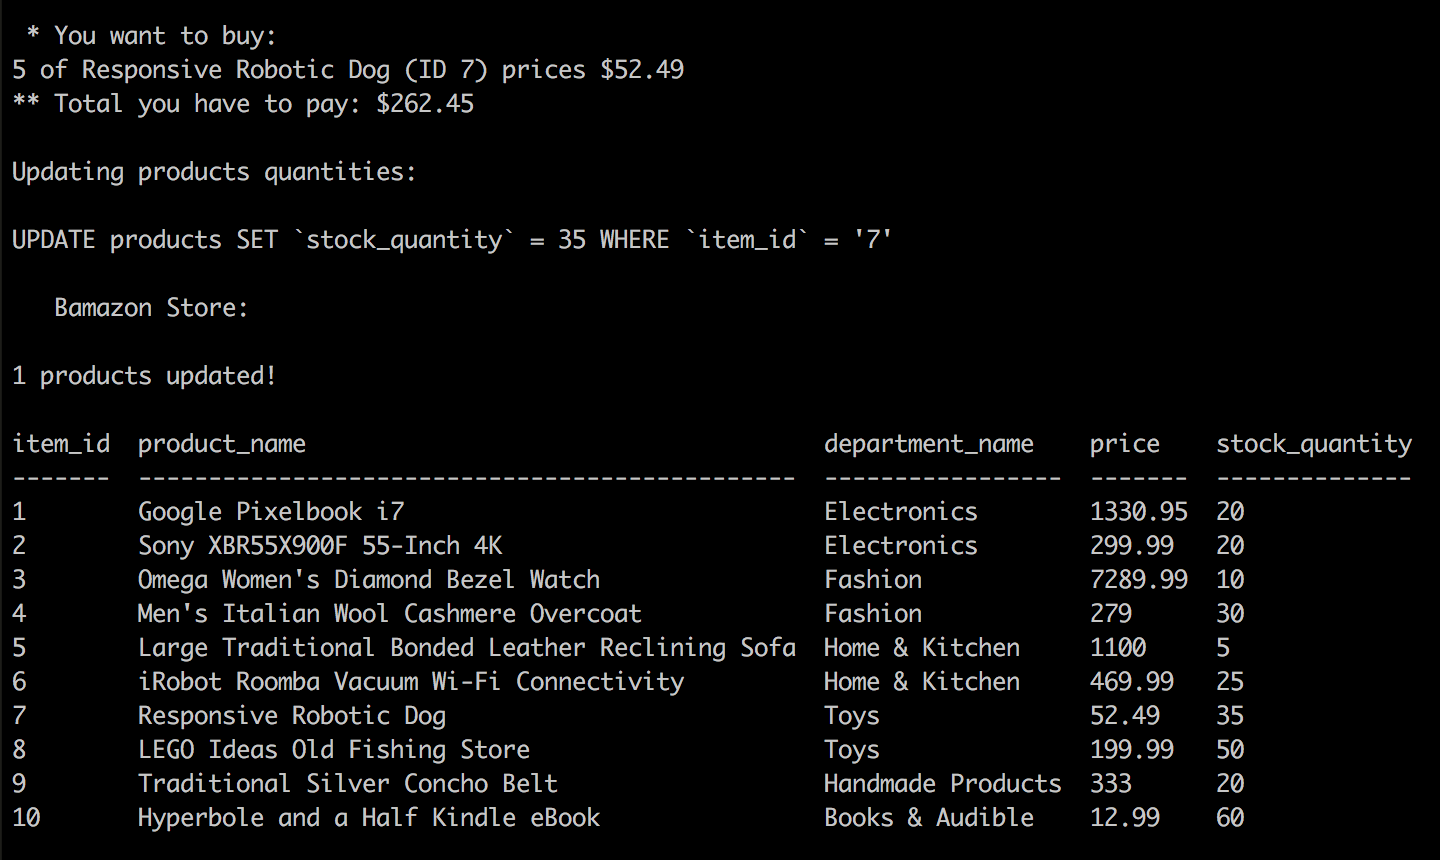 * You want to buy:
5 of Responsive Robotic Dog (ID 7) prices $52.49
** Total you have to pay: $262.45
Updating products quantities:
UPDATE products SET `stock_quantity` = 35 WHERE `item_id` = '7'
Bamazon Store:
1 products updated!
item_id  product_name                                     department_name    price    stock_quantity
-------  -----------------------------------------------  -----------------  -------  --------------
1        Google Pixelbook i7                              Electronics        1330.95  20
2        Sony XBR55X900F 55-Inch 4K                       Electronics        299.99   20
3        Omega Women's Diamond Bezel Watch                Fashion            7289.99  10
4        Men's Italian Wool Cashmere Overcoat             Fashion            279      30
5        Large Traditional Bonded Leather Reclining Sofa  Home & Kitchen     1100     5
6        iRobot Roomba Vacuum Wi-Fi Connectivity          Home & Kitchen     469.99   25
7        Responsive Robotic Dog                           Toys               52.49    35
8        LEGO Ideas Old Fishing Store                     Toys               199.99   50
9        Traditional Silver Concho Belt                   Handmade Products  333      20
10       Hyperbole and a Half Kindle eBook                Books & Audible    12.99    60